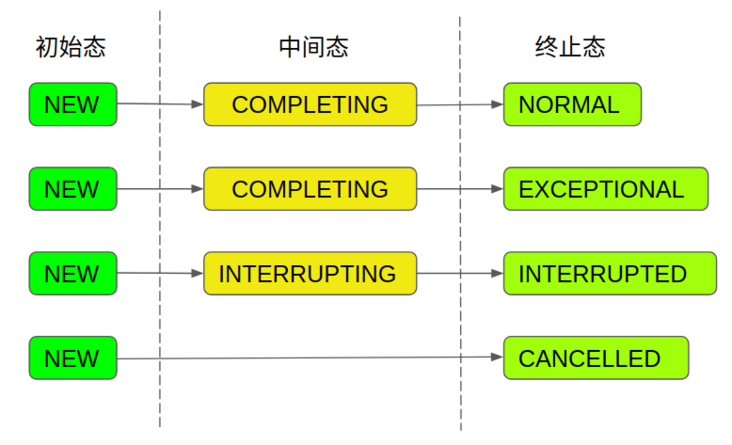 初始态 中间态 终止态
NEW COMPLETING NORMAL
NEW COMPLETING EXCEPTIONAL
NEW INTERRUPTING INTERRUPTED
NEW CANCELLED